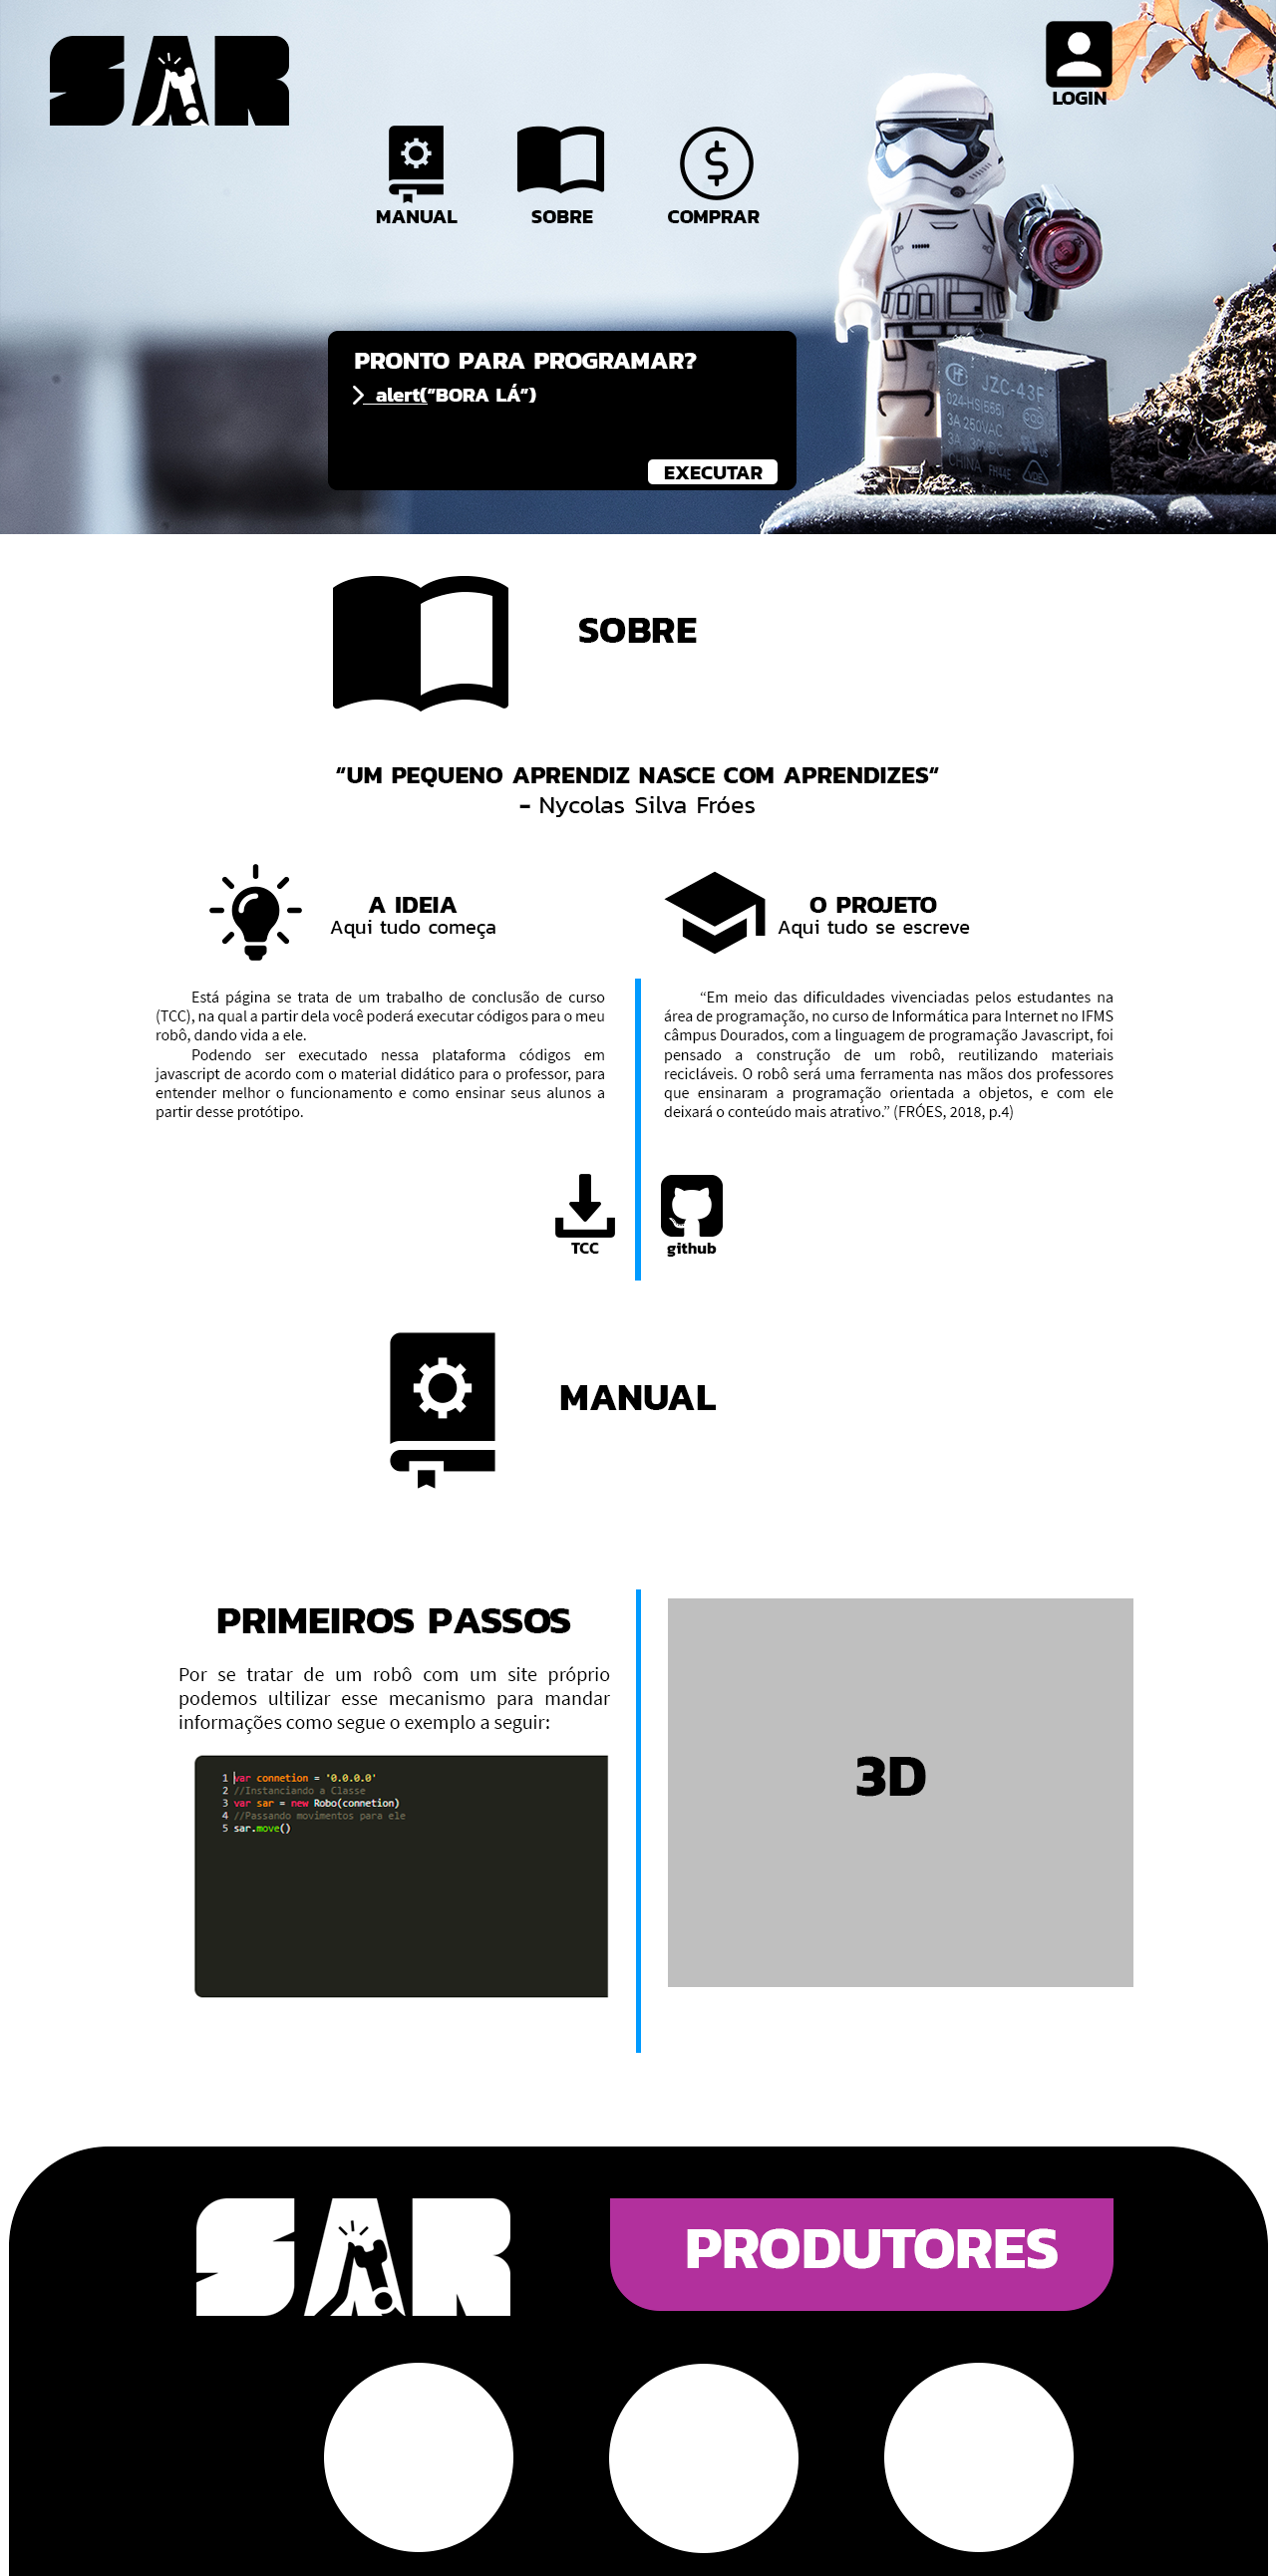 SAR
LOGIN
MANUAL
SOBRE
COMPRAR
JZC-43F
024-HS(555)
3A 250VAC
3A 30VDC
CHINA
PRONTO PARA PROGRAMAR?
> alert(“BORA LÁ”)
EXECUTAR
SOBRE
“UM PEQUENO APRENDIZ NASCE COM APRENDIZES“
- Nycolas Silva Fróes
A IDEIA
Aqui tudo começa
Está página se trata de um trabalho de conclusão de curso
(TCC), na qual a partir dela você poderá executar códigos para o meu
robô, dando vida a ele.
Podendo ser executado nessa plataforma códigos em
javascript de acordo com o material didático para o professor, para
entender melhor o funcionamento e como ensinar seus alunos a
partir desse protótipo.
O PROJETO
Aqui tudo se escreve
“Em meio das dificuldades vivenciadas pelos estudantes na
área de programação, no curso de Informática para Internet no IFMS
câmpus Dourados, com a linguagem de programação Javascript, foi
pensado a construção de um robô, reutilizando materiais
recicláveis. O robô será uma ferramenta nas mãos dos professores
que ensinaram a programação orientada a objetos, e com ele
deixará o conteúdo mais atrativo.” (FRÓES, 2018, p.4)
TCC
github
MANUAL
PRIMEIROS PASSOS
Por se tratar de um robô com um site próprio
podemos ultilizar esse mecanismo para mandar
informações como segue o exemplo a seguir:
1 var connetion = '0.0.0.0'
2 //Instanciando a Classe
3 var sar = new Robo(connetion)
4 //Passando movimentos para ele
5 sar.move()
3D
SAR
PRODUTORES